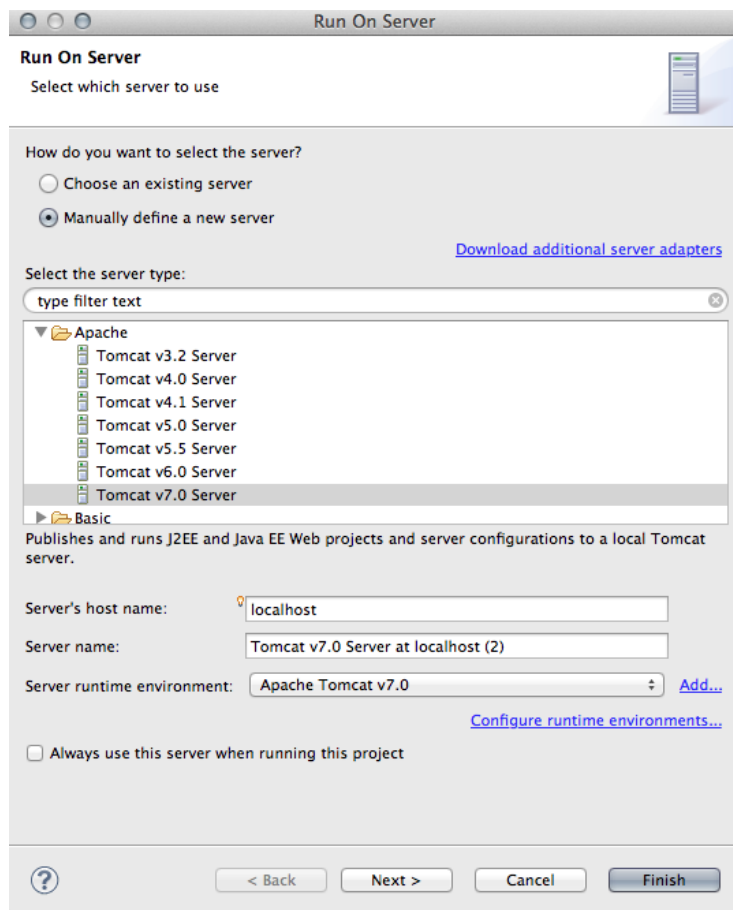 Run On Server
Run On Server
Select which server to use
How do you want to select the server?
Choose an existing server
Manually define a new server
Download additional server adapters
Select the server type:
type filter text
Apache
Tomcat v3.2 Server
Tomcat v4.0 Server
Tomcat v4.1 Server
Tomcat v5.0 Server
Tomcat v5.5 Server
Tomcat v6.0 Server
Tomcat v7.0 Server
Basic
Publishes and runs J2EE and Java EE Web projects and server configurations to a local Tomcat
server.
Server's host name: localhost
Server name: Tomcat v7.0 Server at localhost (2)
Server runtime environment: Apache Tomcat v7.0 Add...
Configure runtime environments...
Always use this server when running this project
? < Back Next > Cancel Finish